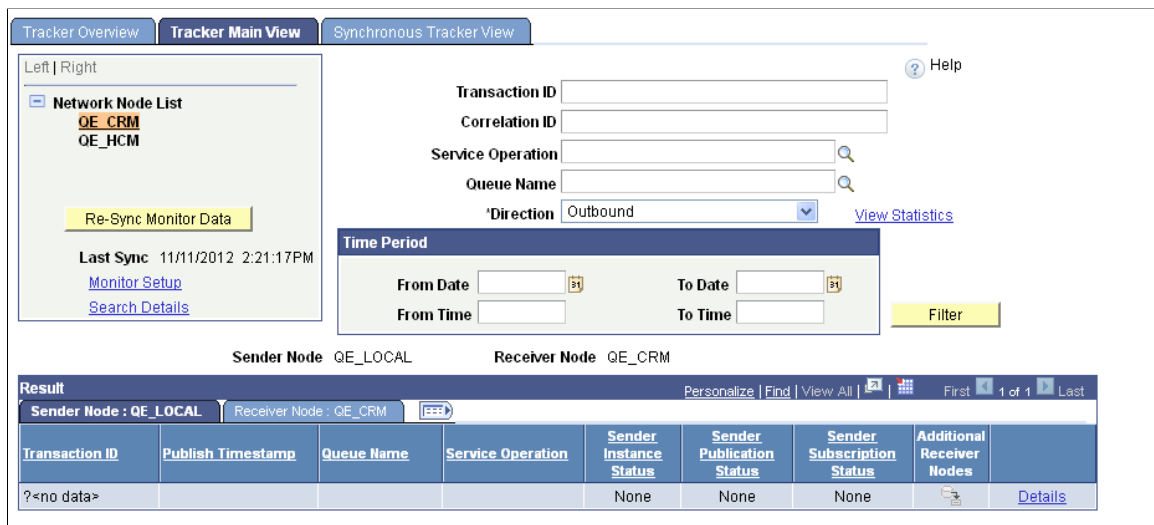 Tracker Overview
Tracker Main View
Synchronous Tracker View
Left | Right
Network Node List
QE_CRM
QE_HCM
Re-Sync Monitor Data
Last Sync 11/11/2012 2:21:17PM
Monitor Setup
Search Details
? Help
Transaction ID
Correlation ID
Service Operation
Queue Name
*Direction Outbound
View Statistics
Time Period
From Date 31 To Date 31
From Time To Time
Filter
Sender Node QE_LOCAL Receiver Node QE_CRM
Result Personalize | Find | View All | | First 1 of 1 Last
Sender Node : QE_LOCAL Receiver Node : QE_CRM
Transaction ID
Publish Timestamp
Queue Name
Service Operation
Sender
Instance
Status
Sender
Publication
Status
Sender
Subscription
Status
Additional
Receiver
Nodes
?<no data> None None None Details